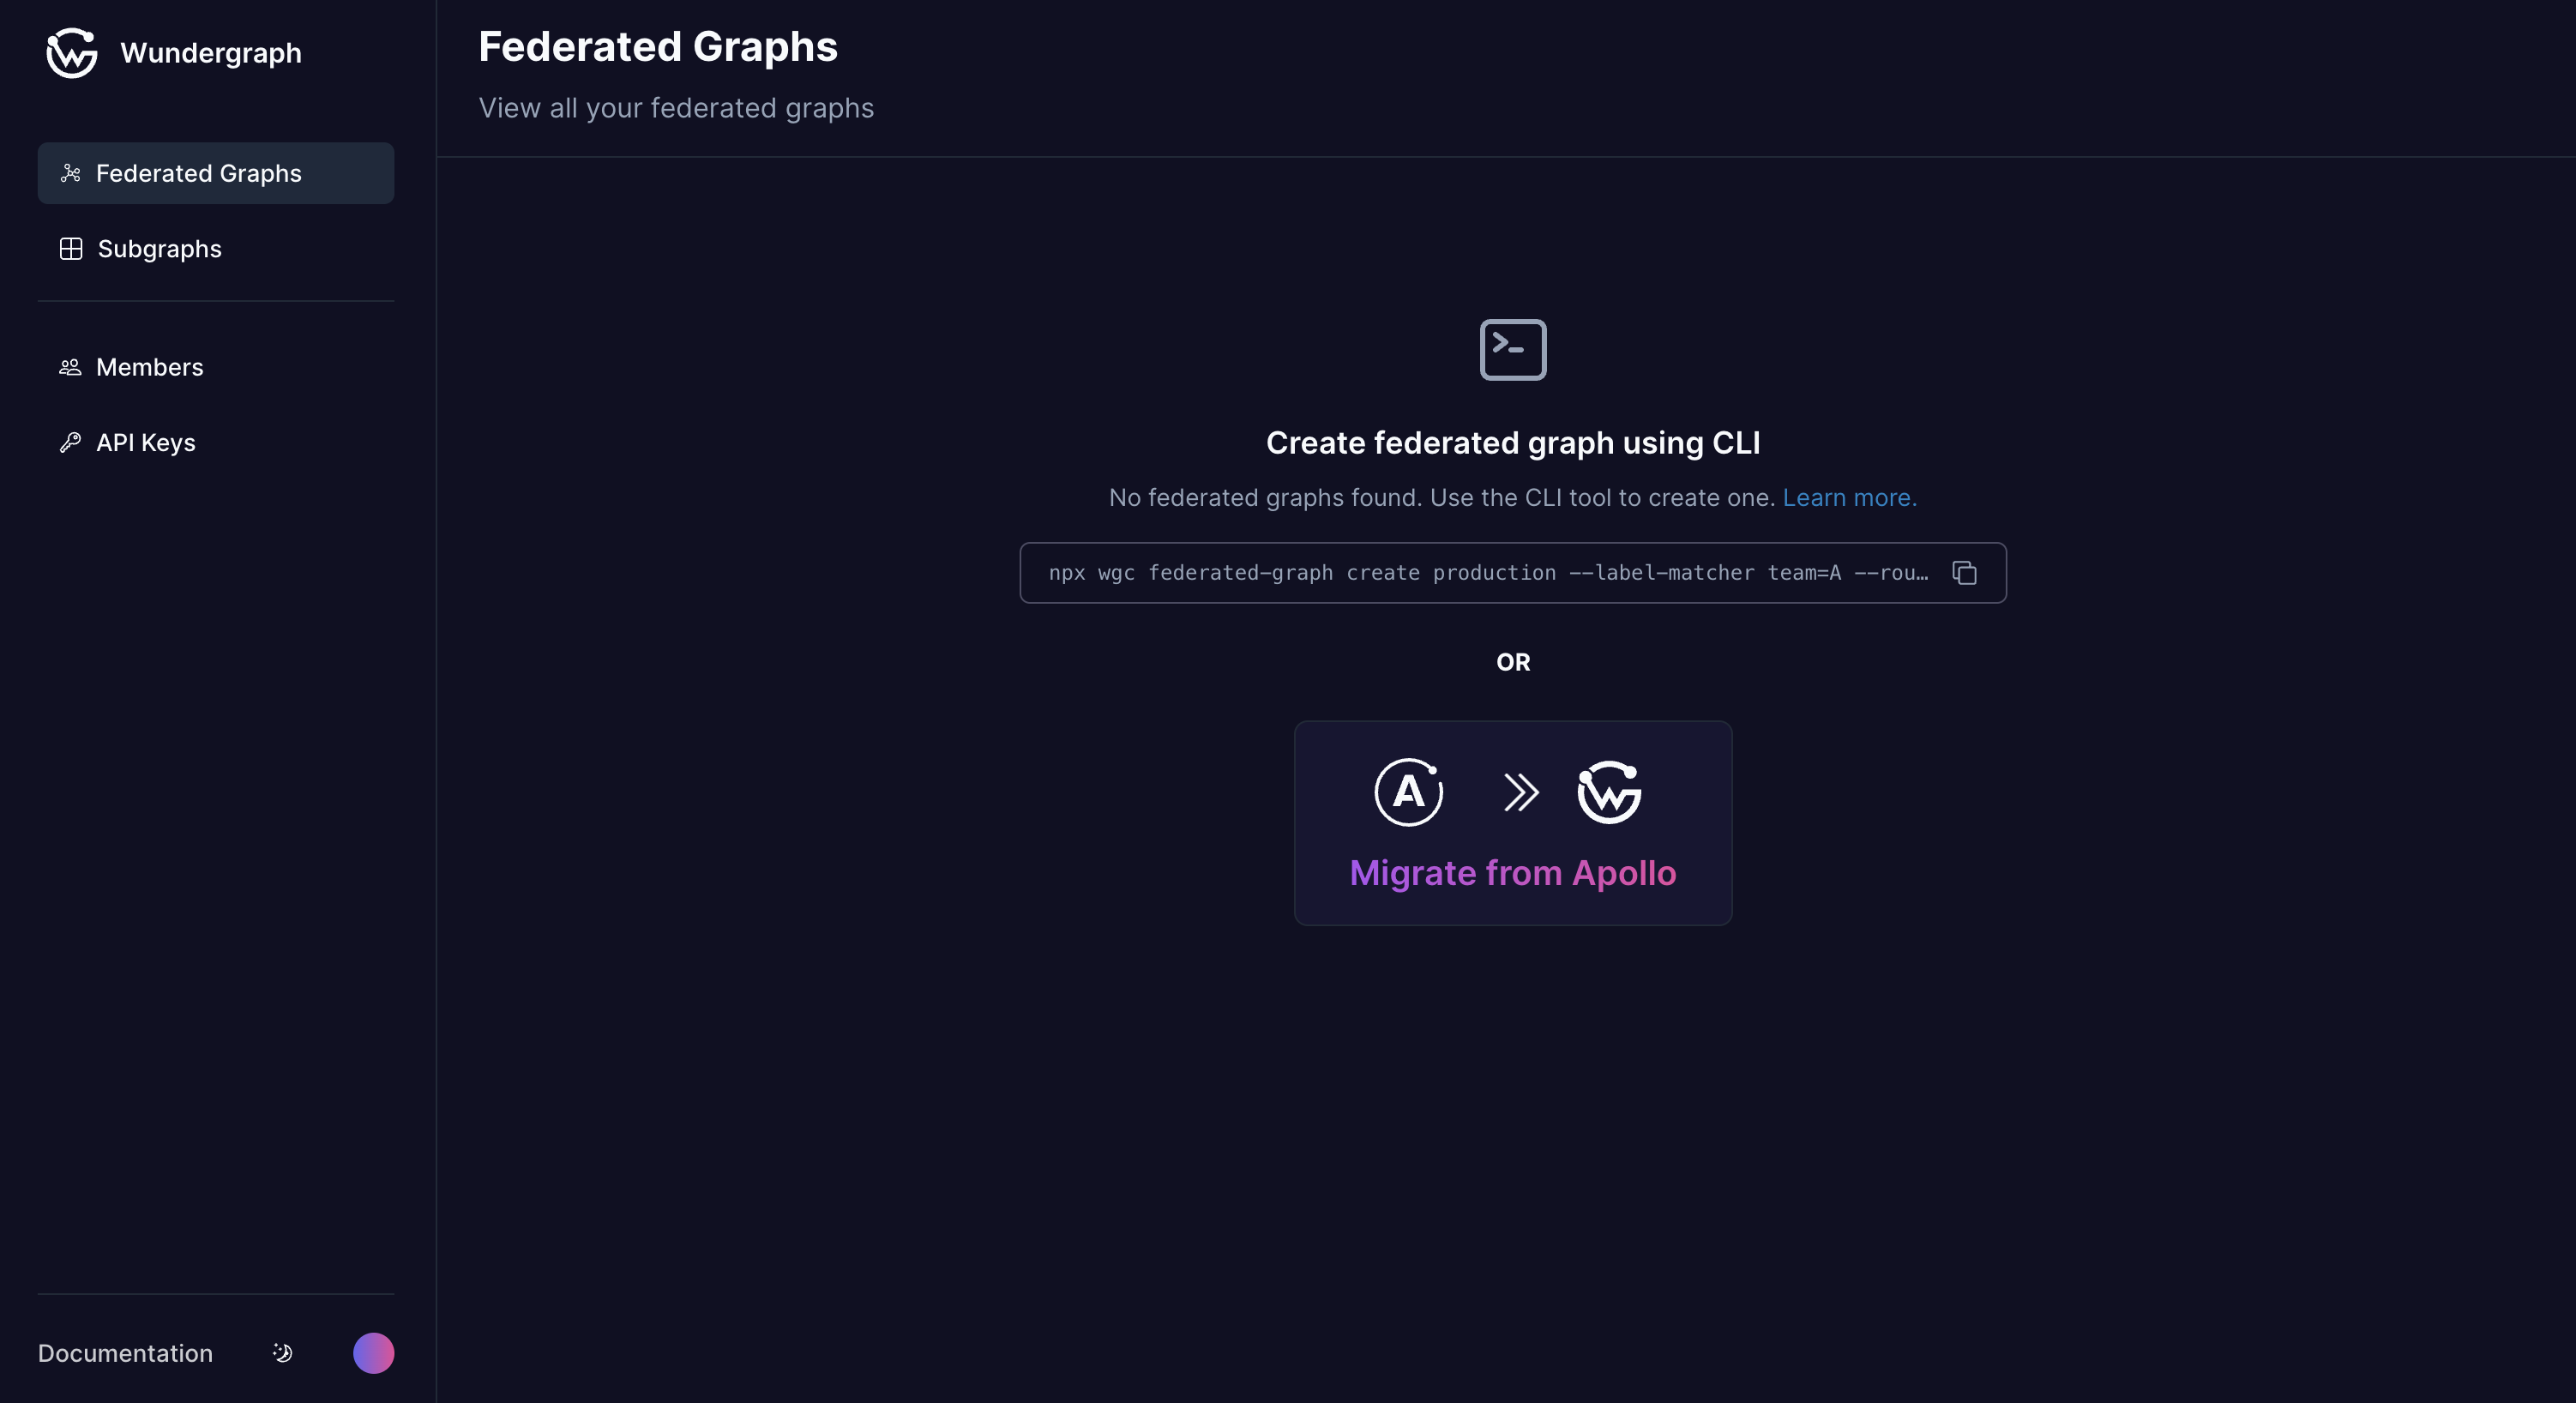 Wundergraph
Federated Graphs
Subgraphs
Members
API Keys
Documentation
Federated Graphs
View all your federated graphs
Create federated graph using CLI
No federated graphs found. Use the CLI tool to create one. Learn more.
npx wgc federated-graph create production --label-matcher team=A --rou…
OR
Migrate from Apollo